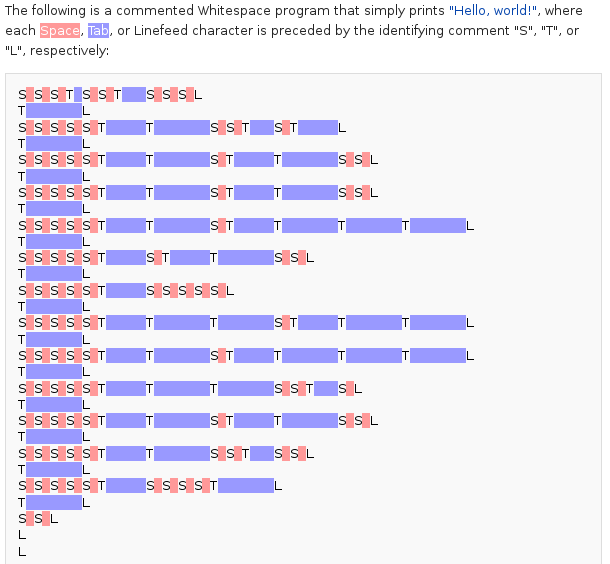 The following is a commented Whitespace program that simply prints "Hello, world!", where
each Space, Tab, or Linefeed character is preceded by the identifying comment "S", "T", or
"L", respectively:
S S S T S S T S S S L
T L
S S S S S T T S S T S T L
T L
S S S S S T T S T T S S L
T L
S S S S S T T S T T S S L
T L
S S S S S T T S T T T T L
T L
S S S S S T S T T S S L
T L
S S S S S T S S S S S L
T L
S S S S S T T T S T T T L
T L
S S S S S T T S T T T T L
T L
S S S S S T T T S S T S L
T L
S S S S S T T S T T S S L
T L
S S S S S T T S S T S S L
T L
S S S S S T S S S S T L
T L
S S L
L
L